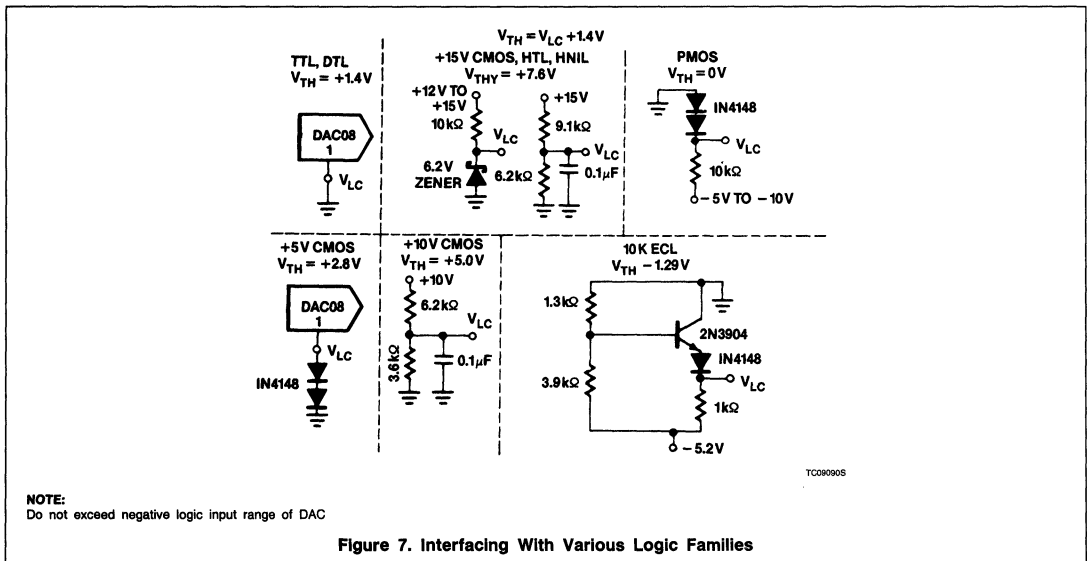 V_TH = V_LC +1.4V
TTL, DTL
V_TH = +1.4V
DAC08
1
V_LC
+15V CMOS, HTL, HNIL
V_THY = +7.6V
+12V TO
+15V
10kΩ
V_LC
6.2V
ZENER
+15V
9.1kΩ
V_LC
6.2kΩ
0.1μF
PMOS
V_TH = 0V
IN4148
V_LC
10kΩ
−5V TO −10V
+5V CMOS
V_TH = +2.8V
DAC08
1
V_LC
IN4148
+10V CMOS
V_TH = +5.0V
+10V
6.2kΩ
V_LC
3.6kΩ
0.1μF
10K ECL
V_TH −1.29V
1.3kΩ
2N3904
IN4148
3.9kΩ
V_LC
1kΩ
−5.2V
TC09090S
NOTE:
Do not exceed negative logic input range of DAC
Figure 7. Interfacing With Various Logic Families